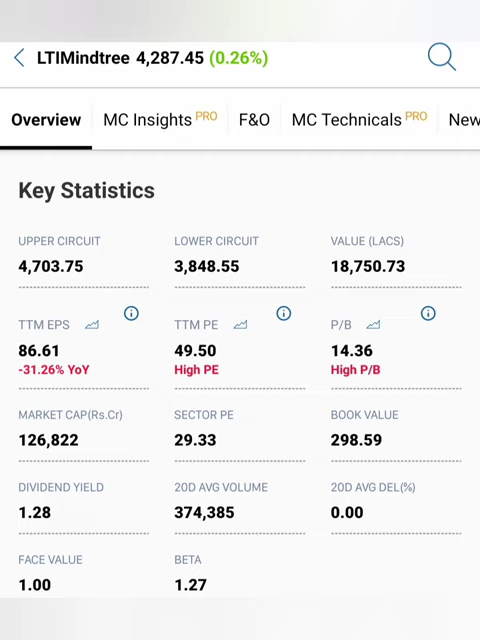 LTIMindtree 4,287.45 (0.26%)
Overview MC Insights PRO F&O MC Technicals PRO New
Key Statistics
UPPER CIRCUIT LOWER CIRCUIT VALUE (LACS)
4,703.75 3,848.55 18,750.73
TTM EPS TTM PE P/B
86.61 49.50 14.36
-31.26% YoY High PE High P/B
MARKET CAP(Rs.Cr) SECTOR PE BOOK VALUE
126,822 29.33 298.59
DIVIDEND YIELD 20D AVG VOLUME 20D AVG DEL(%)
1.28 374,385 0.00
FACE VALUE BETA
1.00 1.27